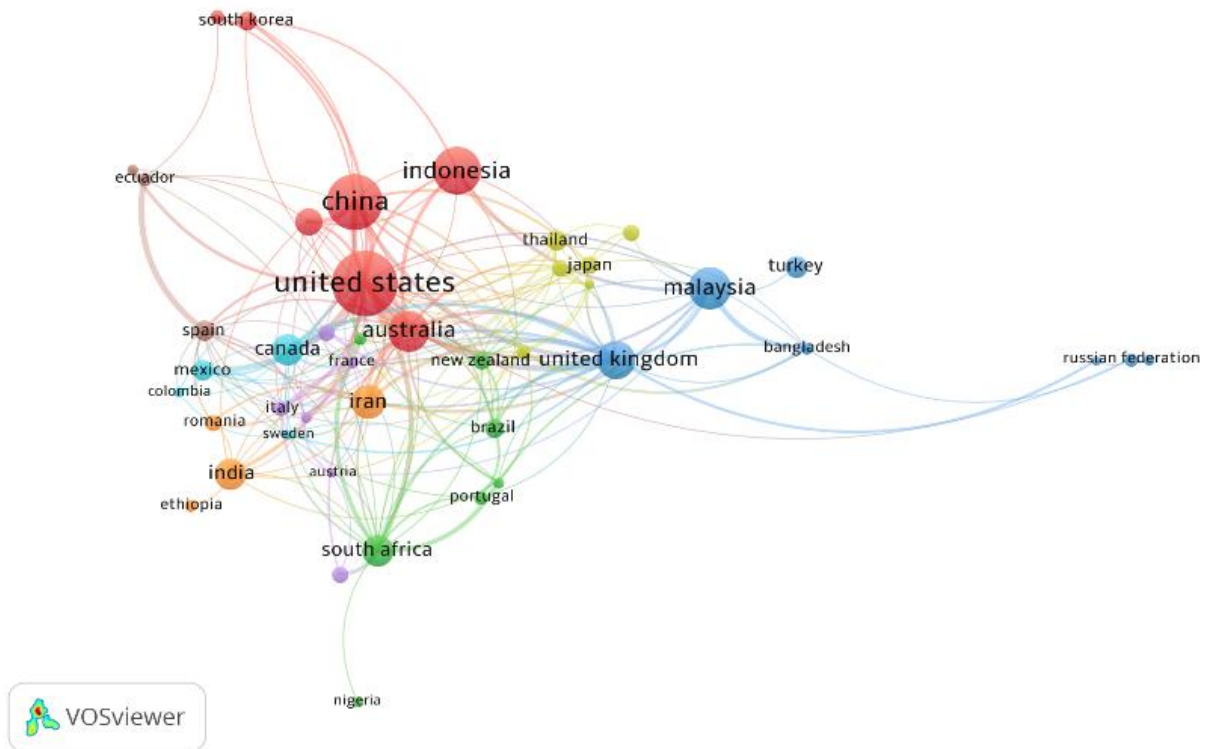 south korea
ecuador
indonesia
china
thailand
japan
turkey
united states
malaysia
spain
canada
australia
france
new zealand
united kingdom
bangladesh
russian federation
mexico
colombia
italy
iran
romania
sweden
brazil
india
austria
ethiopia
portugal
south africa
nigeria
VOSviewer